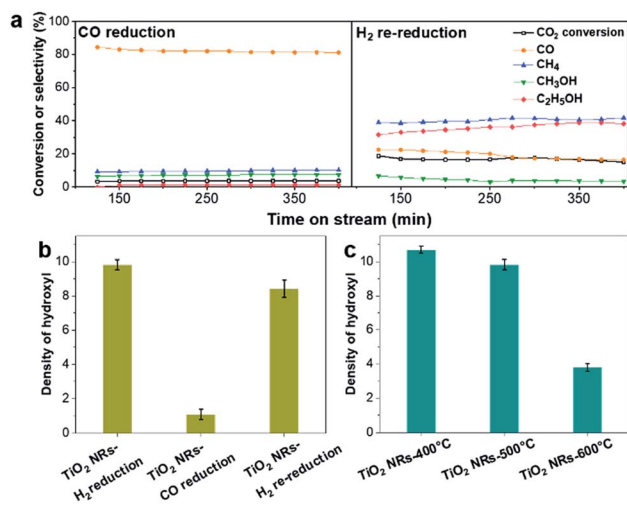 a
CO reduction
H2 re-reduction
CO2 conversion
CO
CH4
CH3OH
C2H5OH
Conversion or selectivity (%)
100
80
60
40
20
0
150 250 350 150 250 350
Time on stream (min)
b
Density of hydroxyl
10
8
6
4
2
0
TiO2 NRs-
H2 reduction
TiO2 NRs-
CO reduction
TiO2 NRs-
H2 re-reduction
c
Density of hydroxyl
10
8
6
4
2
0
TiO2 NRs-400°C
TiO2 NRs-500°C
TiO2 NRs-600°C